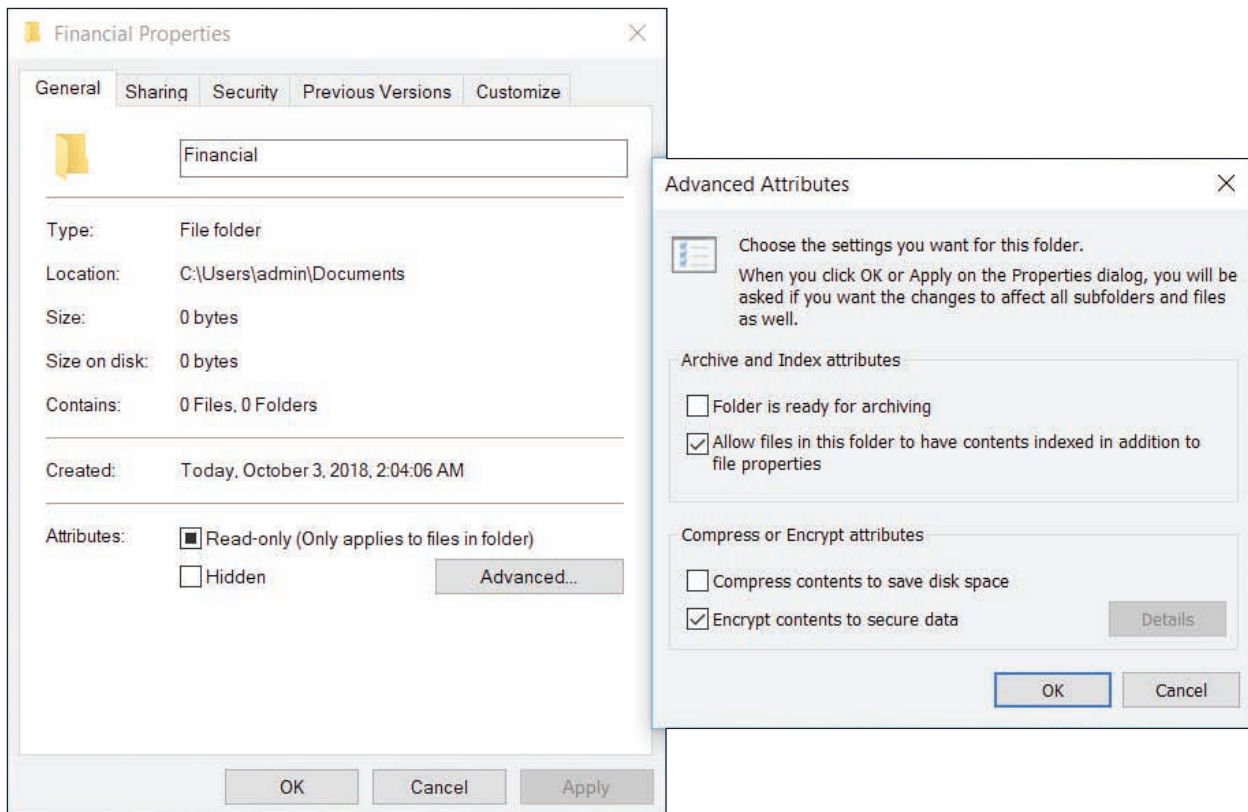 Financial Properties
General
Sharing
Security
Previous Versions
Customize
Financial
Type:
File folder
Location:
C:\Users\admin\Documents
Size:
0 bytes
Size on disk:
0 bytes
Contains:
0 Files, 0 Folders
Created:
Today, October 3, 2018, 2:04:06 AM
Attributes:
Read-only (Only applies to files in folder)
Hidden
Advanced...
OK
Cancel
Apply
Advanced Attributes
Choose the settings you want for this folder.
When you click OK or Apply on the Properties dialog, you will be
asked if you want the changes to affect all subfolders and files
as well.
Archive and Index attributes
Folder is ready for archiving
Allow files in this folder to have contents indexed in addition to
file properties
Compress or Encrypt attributes
Compress contents to save disk space
Encrypt contents to secure data
Details
OK
Cancel